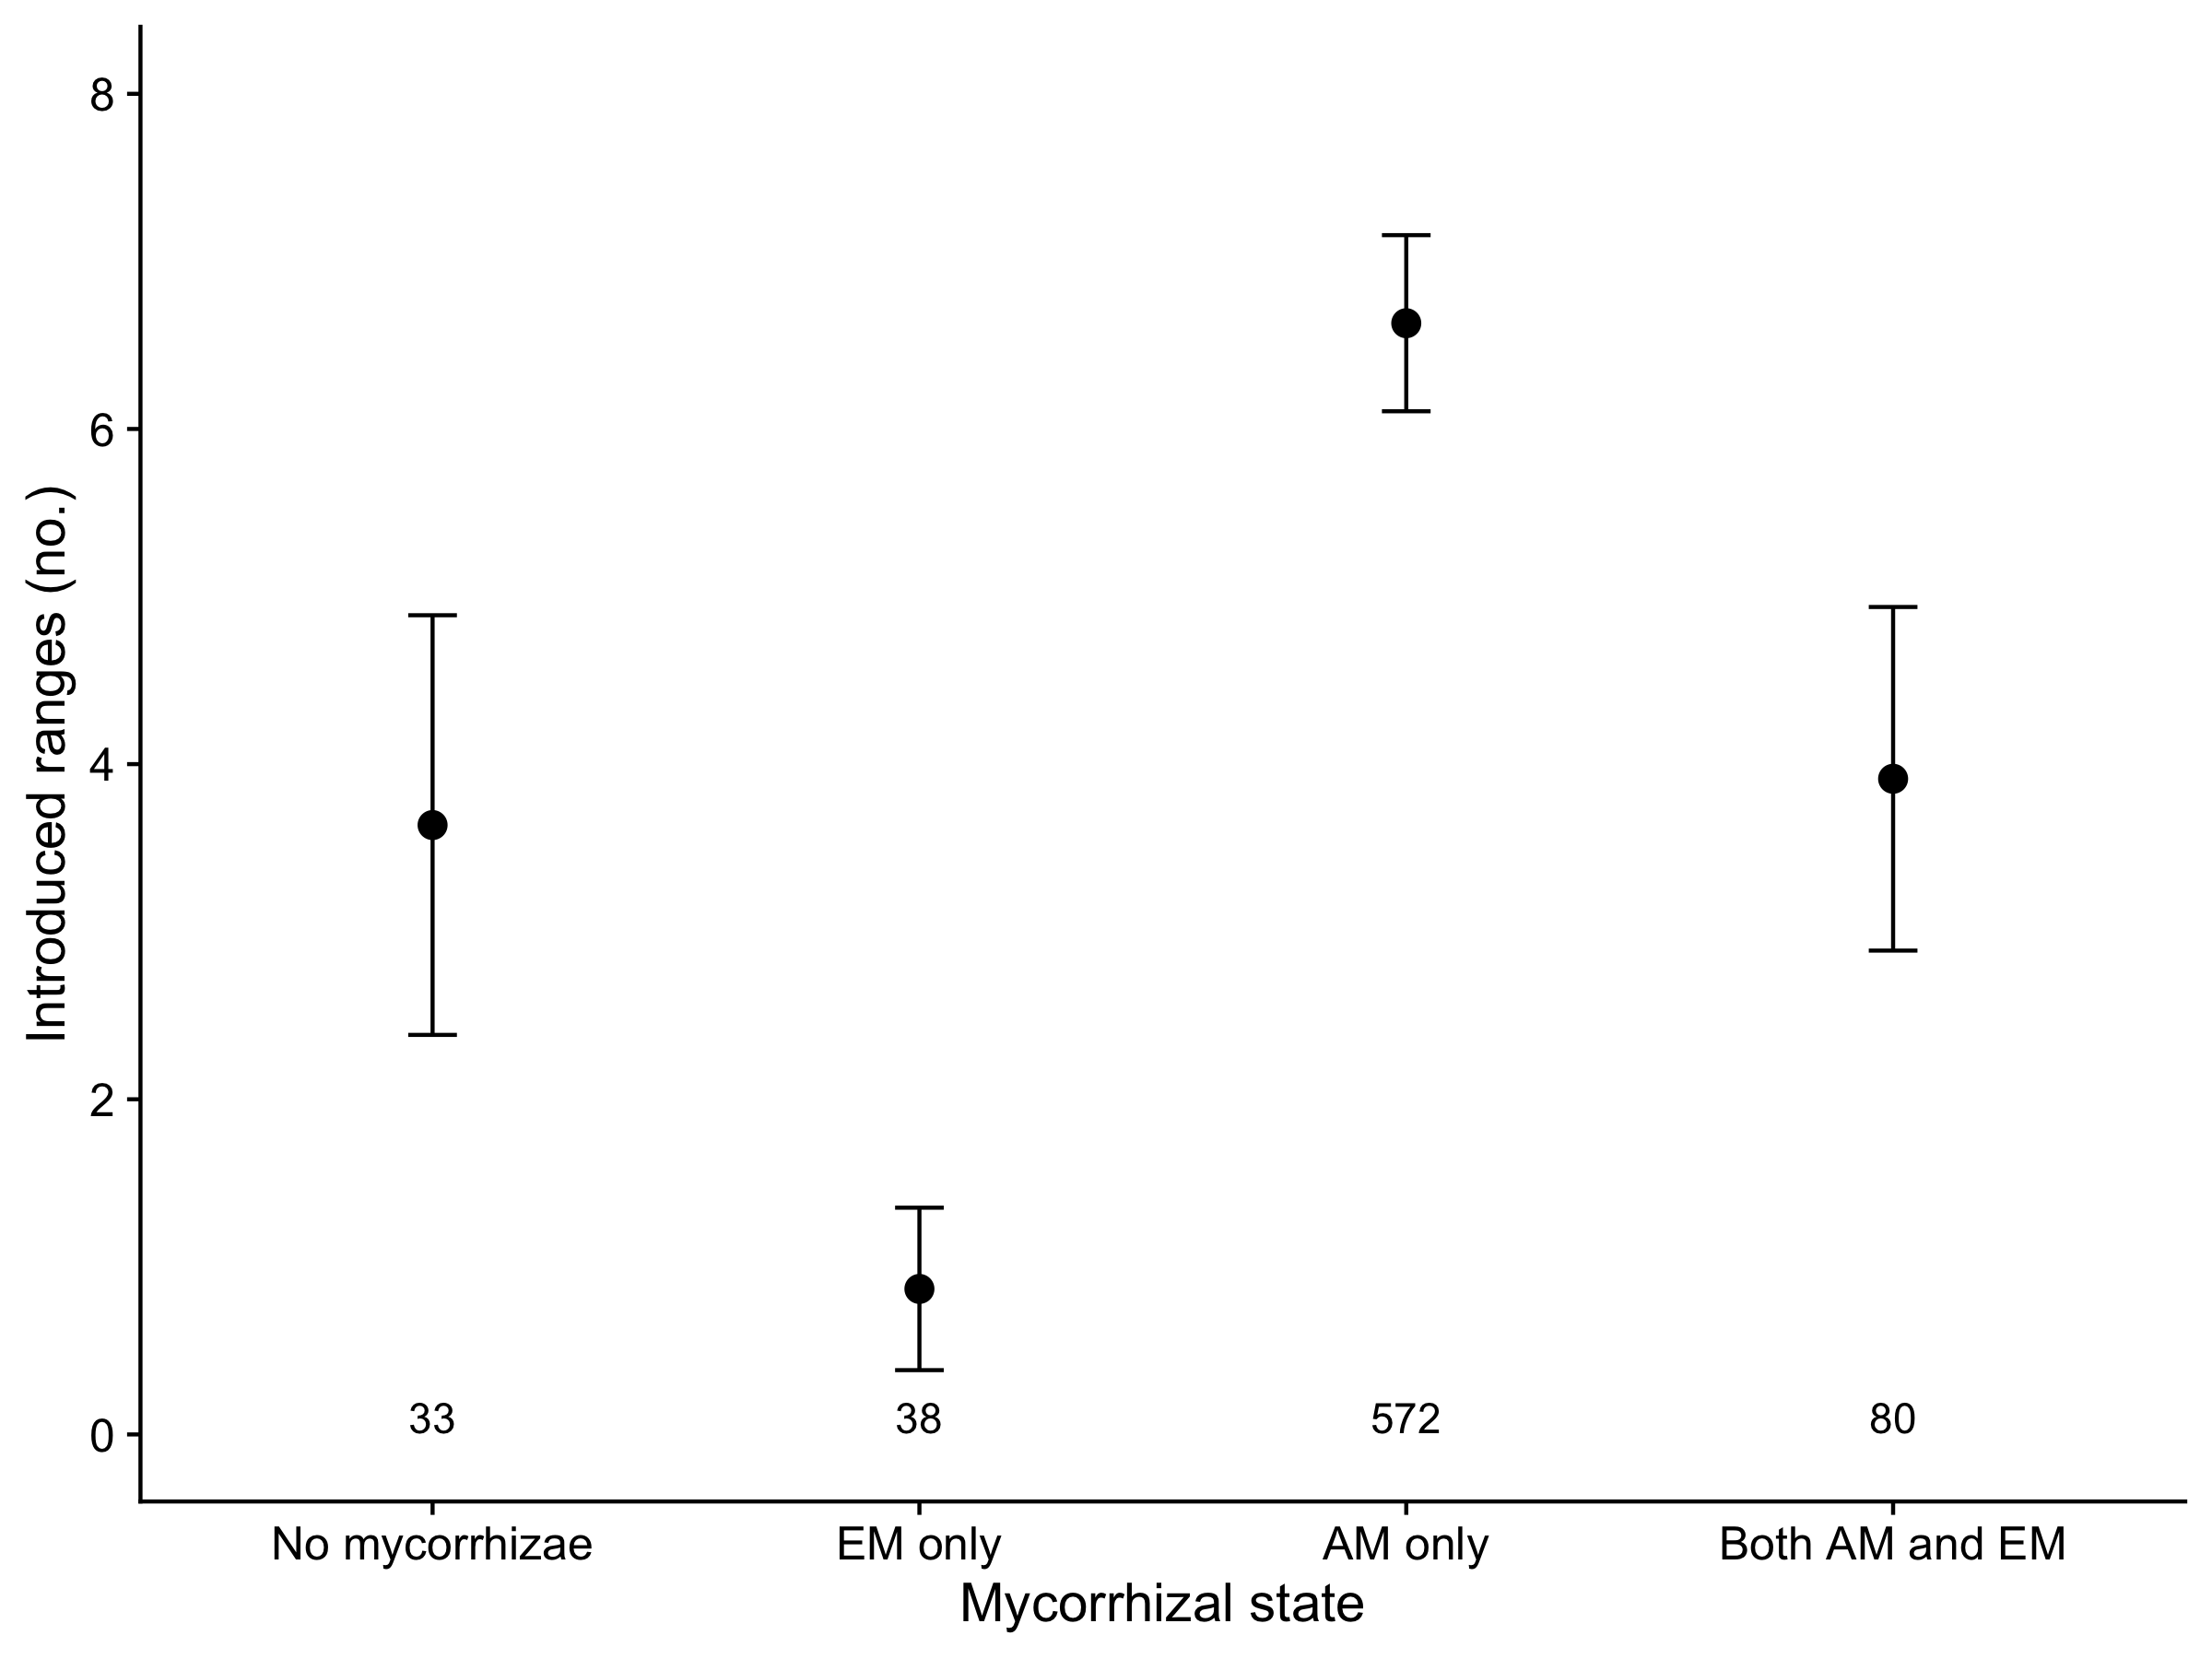 Introduced ranges (no.)
8
6
4
2
0
33 38 572 80
No mycorrhizae EM only AM only Both AM and EM
Mycorrhizal state